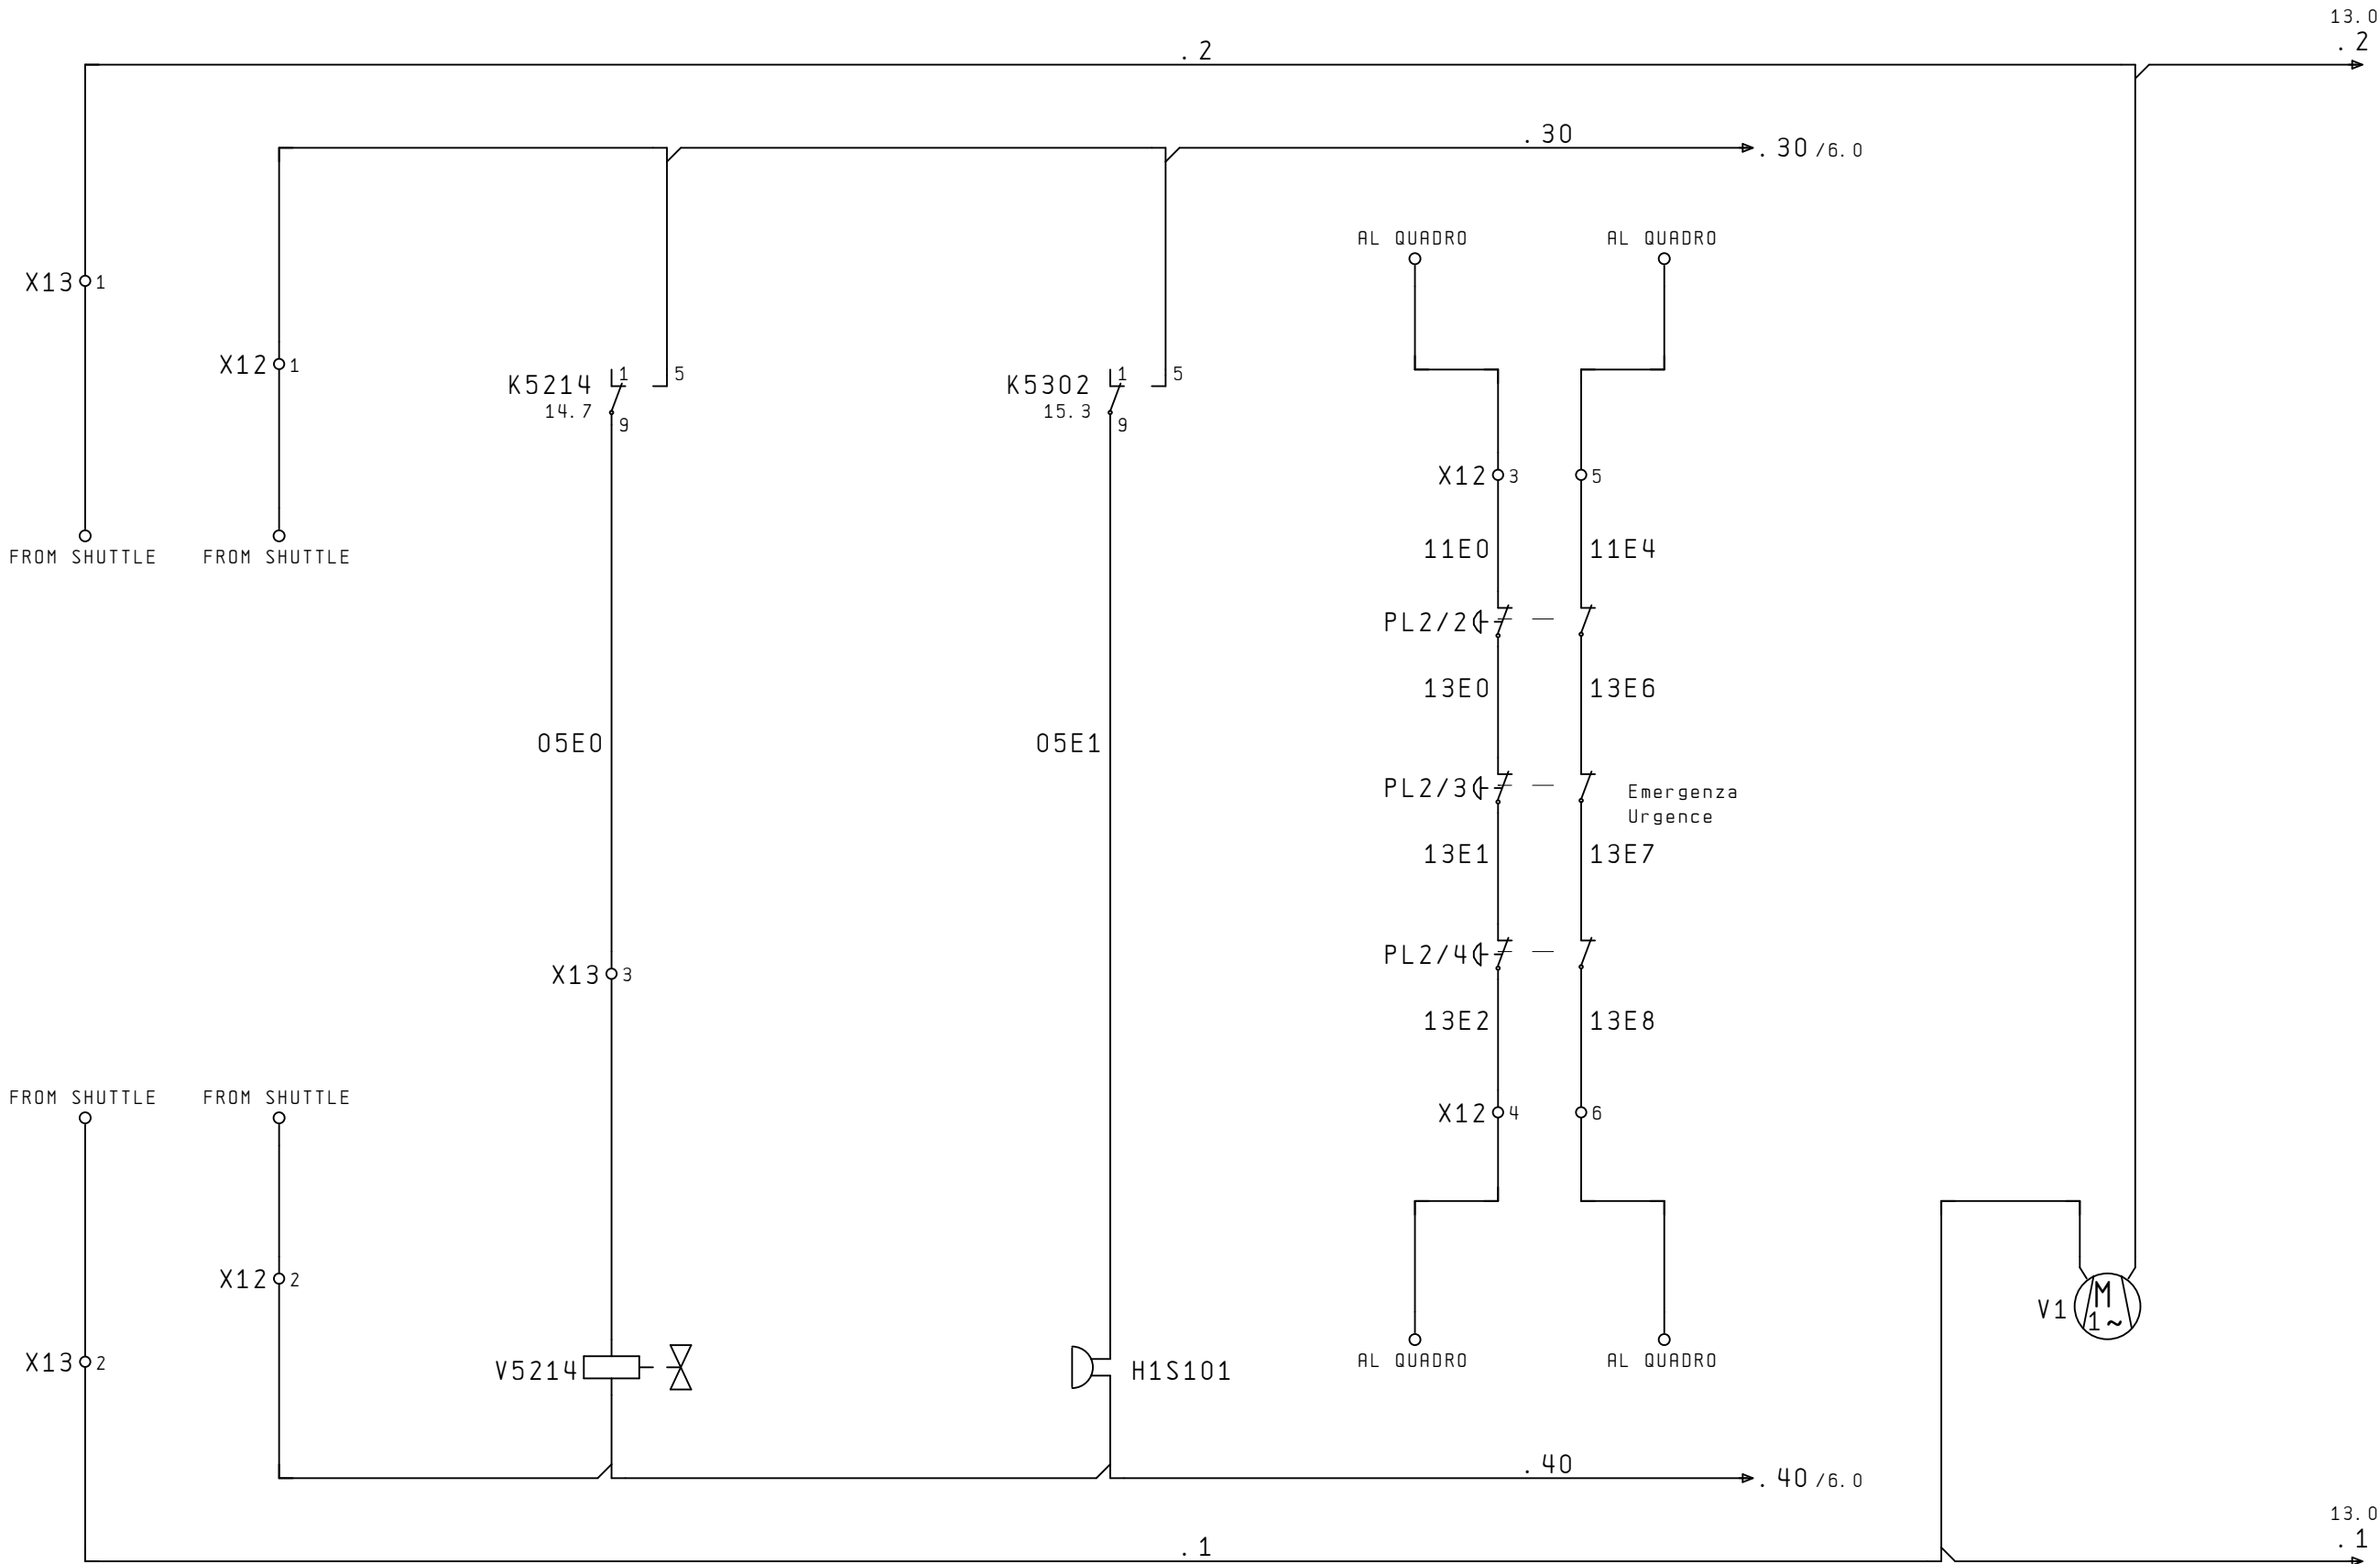 13.0
.2
.2
.30
.30 /6.0
AL QUADRO AL QUADRO
X13 1
X12 1
K5214 1 5
14.7
9
K5302 1 5
15.3
9
X12 3 5
FROM SHUTTLE FROM SHUTTLE
11E0 11E4
PL2/2
13E0 13E6
05E0 05E1
PL2/3
Emergenza
Urgence
13E1 13E7
PL2/4
X13 3
13E2 13E8
FROM SHUTTLE FROM SHUTTLE
X12 4 6
X12 2
V1 M
1~
X13 2
V5214
H1S101
AL QUADRO AL QUADRO
.40
.40 /6.0
13.0
.1
.1